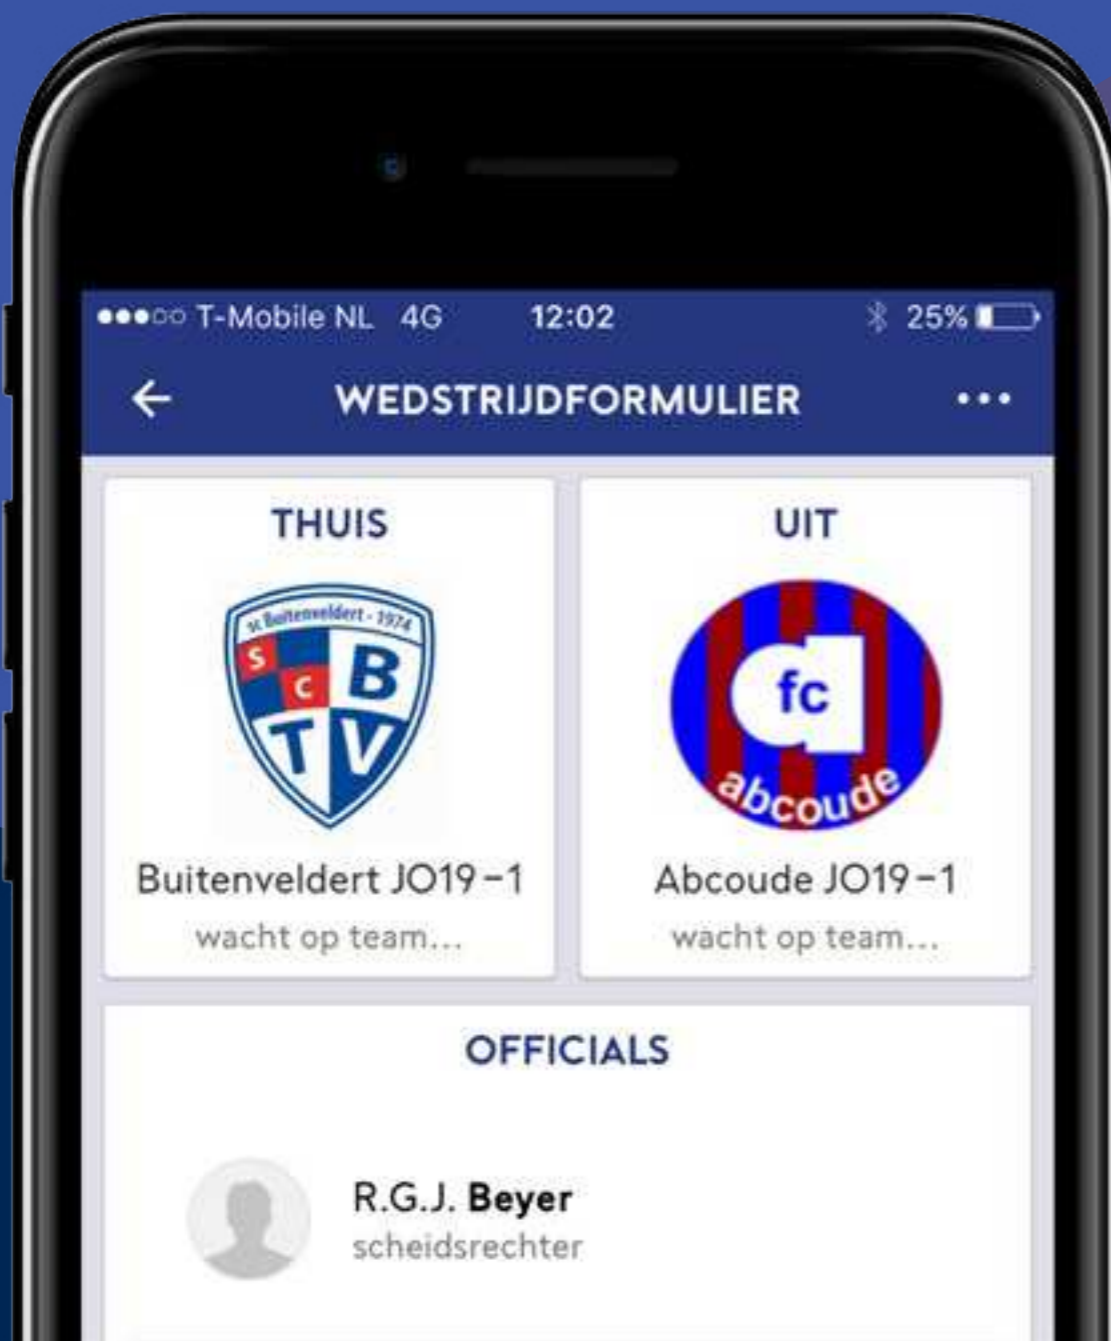 T-Mobile NL 4G 12:02 25%
WEDSTRIJDFORMULIER
THUIS
sc Buitenveldert - 1974
S
C
B
T
V
Buitenveldert JO19-1
wacht op team...
UIT
fc
a
abcoude
Abcoude JO19-1
wacht op team...
OFFICIALS
R.G.J. Beyer
scheidsrechter